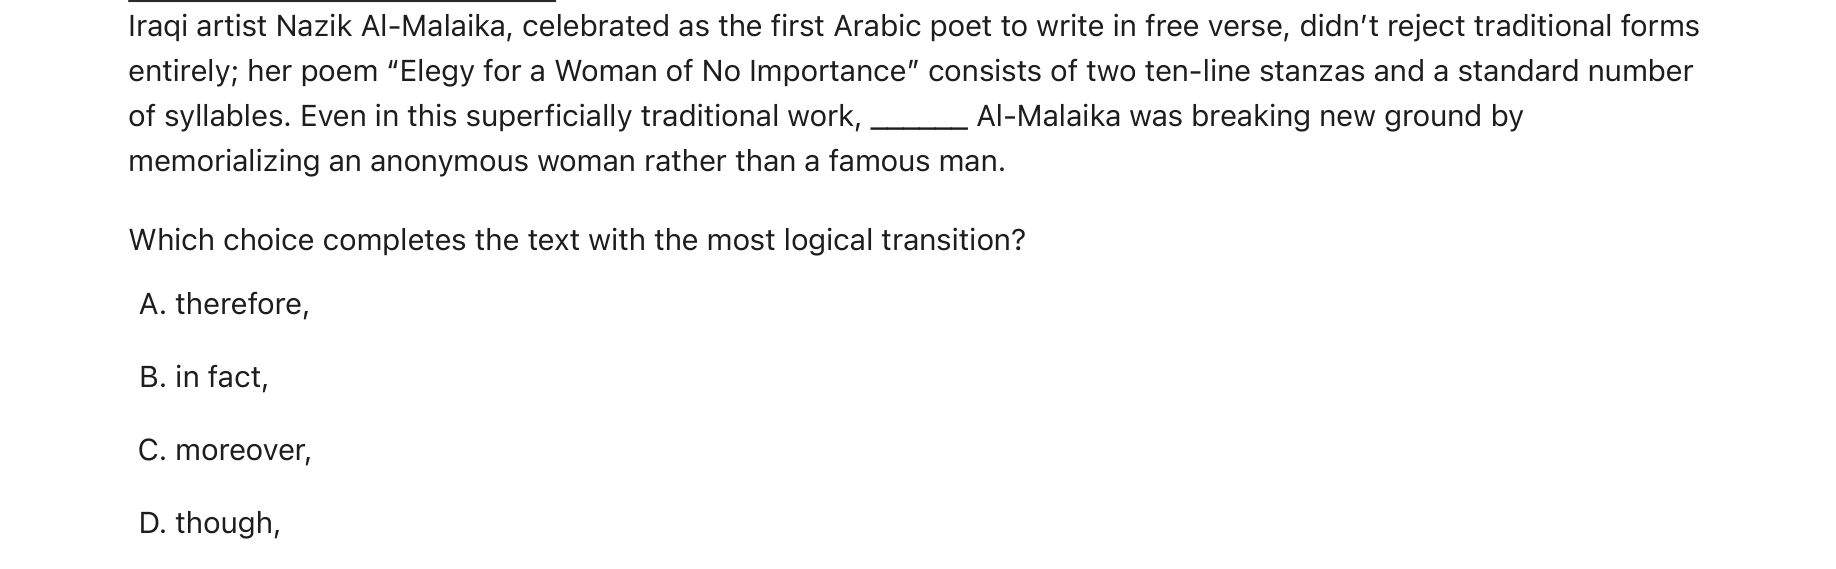 Iraqi artist Nazik Al-Malaika, celebrated as the first Arabic poet to write in free verse, didn’t reject traditional forms
entirely; her poem “Elegy for a Woman of No Importance” consists of two ten-line stanzas and a standard number
of syllables. Even in this superficially traditional work, ______ Al-Malaika was breaking new ground by
memorializing an anonymous woman rather than a famous man.
Which choice completes the text with the most logical transition?
A. therefore,
B. in fact,
C. moreover,
D. though,